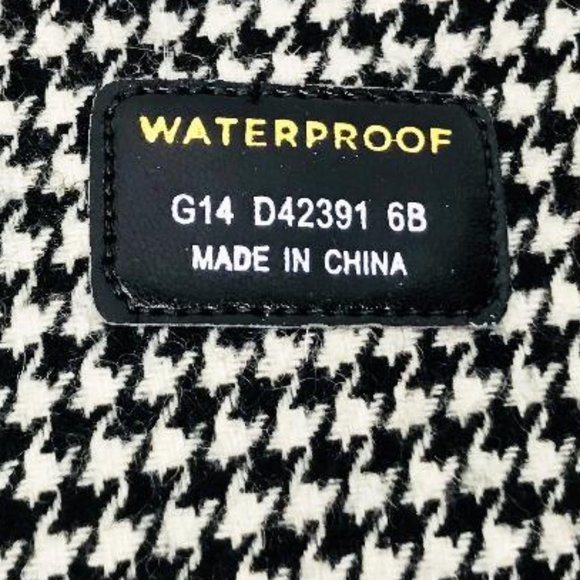 WATERPROOF
G14 D42391 6B
MADE IN CHINA